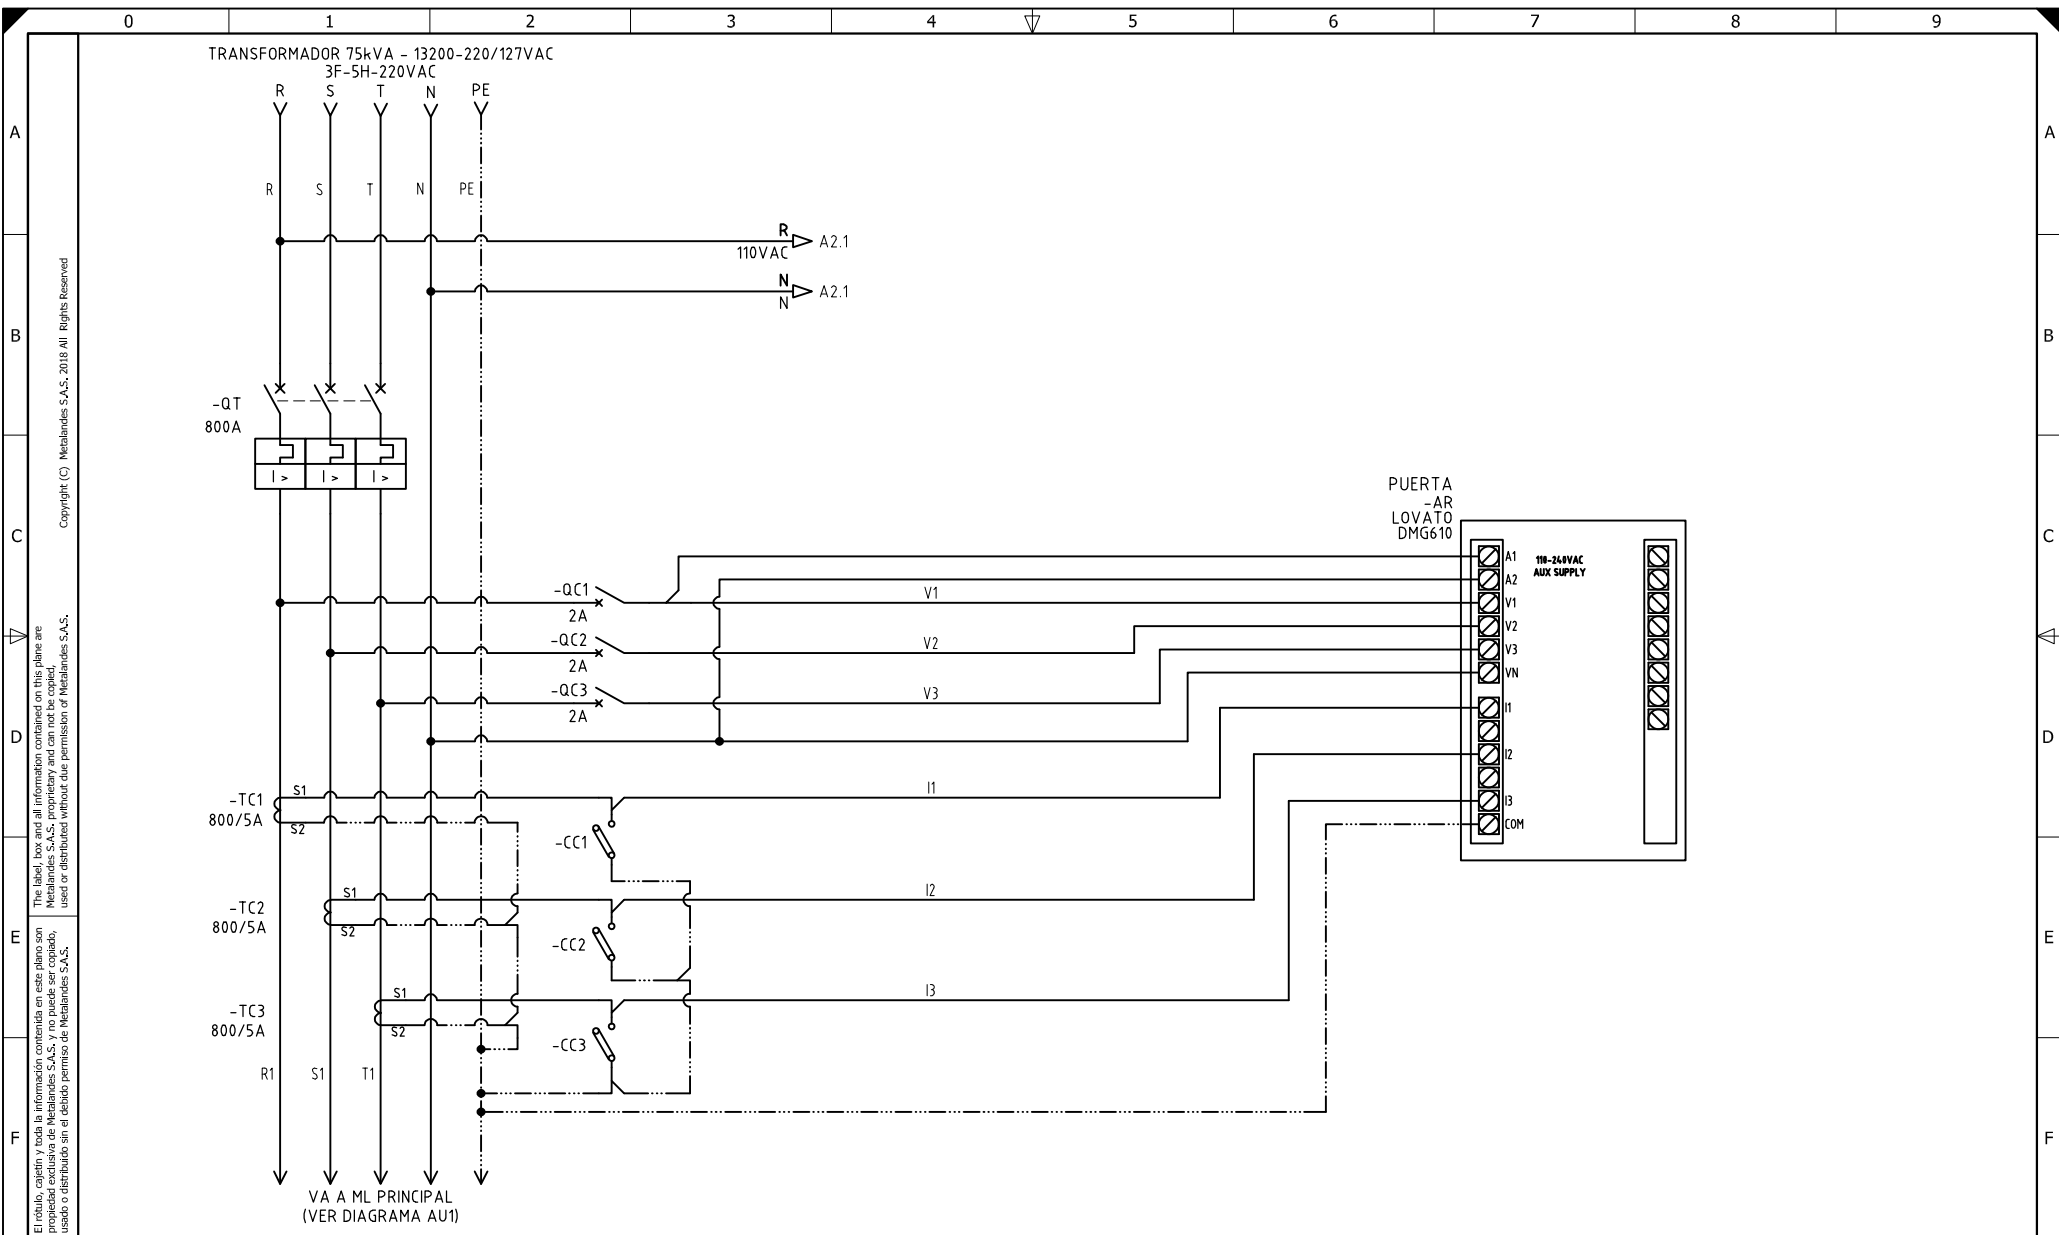 0 1 2 3 4 5 6 7 8 9
TRANSFORMADOR 75kVA - 13200-220/127VAC
3F-5H-220VAC
R S T N PE
A A
R S T N PE
R
110VAC
A2.1
N
N
A2.1
B B
-QT
800A
I > I > I >
C C
PUERTA
-AR
LOVATO
DMG610
A1
110-240VAC
AUX SUPPLY
A2
V1
V2
V3
VN
I1
I2
I3
COM
-QC1
2A
V1
-QC2
2A
V2
-QC3
2A
V3
D D
-TC1
800/5A
S1
S2
I1
-CC1
-TC2
800/5A
S1
S2
I2
-CC2
E E
-TC3
800/5A
S1
S2
I3
-CC3
R1 S1 T1
F F
VA A ML PRINCIPAL
(VER DIAGRAMA AU1)
Copyright (C) Metalandes S.A.S. 2018 All Rights Reserved
The label, box and all information contained on this plane are
Metalandes S.A.S. proprietary and can not be copied,
used or distributed without due permission of Metalandes S.A.S.
El rótulo, cajetín y toda la información contenida en este plano son
propiedad exclusiva de Metalandes S.A.S. y no puede ser copiado,
usado o distribuido sin el debido permiso de Metalandes S.A.S.